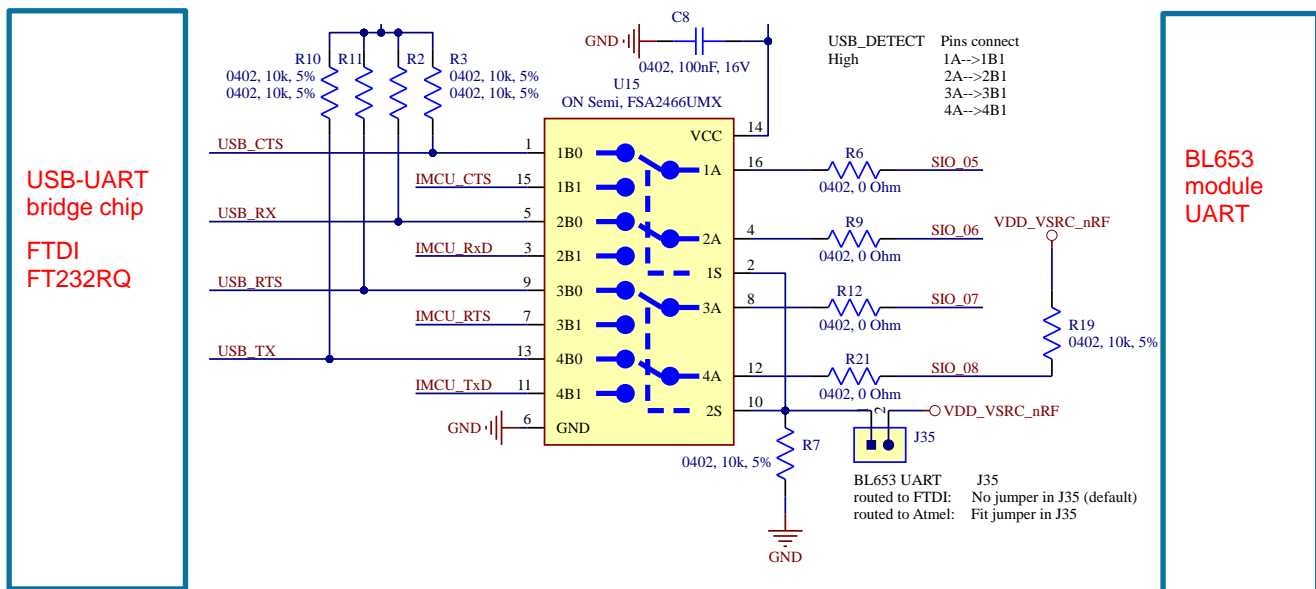 USB-UART
bridge chip
FTDI
FT232RQ
R10
R11
R2
R3
0402, 10k, 5%
0402, 10k, 5%
0402, 10k, 5%
0402, 10k, 5%
C8
GND
0402, 100nF, 16V
U15
ON Semi, FSA2466UMX
USB_DETECT Pins connect
High 1A-->1B1
2A-->2B1
3A-->3B1
4A-->4B1
USB_CTS 1 1B0
IMCU_CTS 15 1B1
USB_RX 5 2B0
IMCU_RxD 3 2B1
USB_RTS 9 3B0
IMCU_RTS 7 3B1
USB_TX 13 4B0
IMCU_TxD 11 4B1
GND 6 GND
VCC 14
1A 16 R6 SIO_05
0402, 0 Ohm
2A 4 R9 SIO_06
0402, 0 Ohm
1S 2
3A 8 R12 SIO_07
0402, 0 Ohm
4A 12 R21 SIO_08
0402, 0 Ohm
2S 10
VDD_VSRC_nRF
R19
0402, 10k, 5%
1 2 VDD_VSRC_nRF
J35
R7
0402, 10k, 5%
GND
BL653 UART J35
routed to FTDI: No jumper in J35 (default)
routed to Atmel: Fit jumper in J35
BL653
module
UART